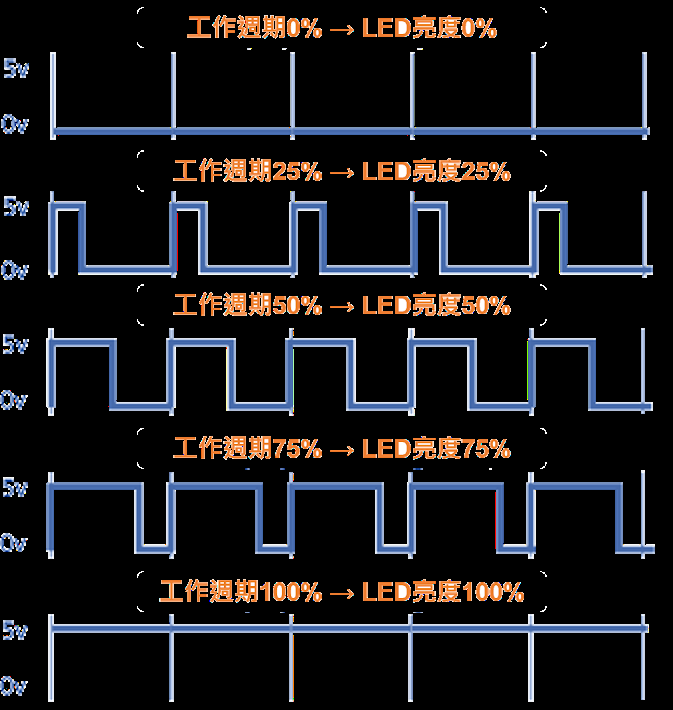 工作週期0% → LED亮度0%
5v
0v
工作週期25% → LED亮度25%
5v
0v
工作週期50% → LED亮度50%
5v
0v
工作週期75% → LED亮度75%
5v
0v
工作週期100% → LED亮度100%
5v
0v